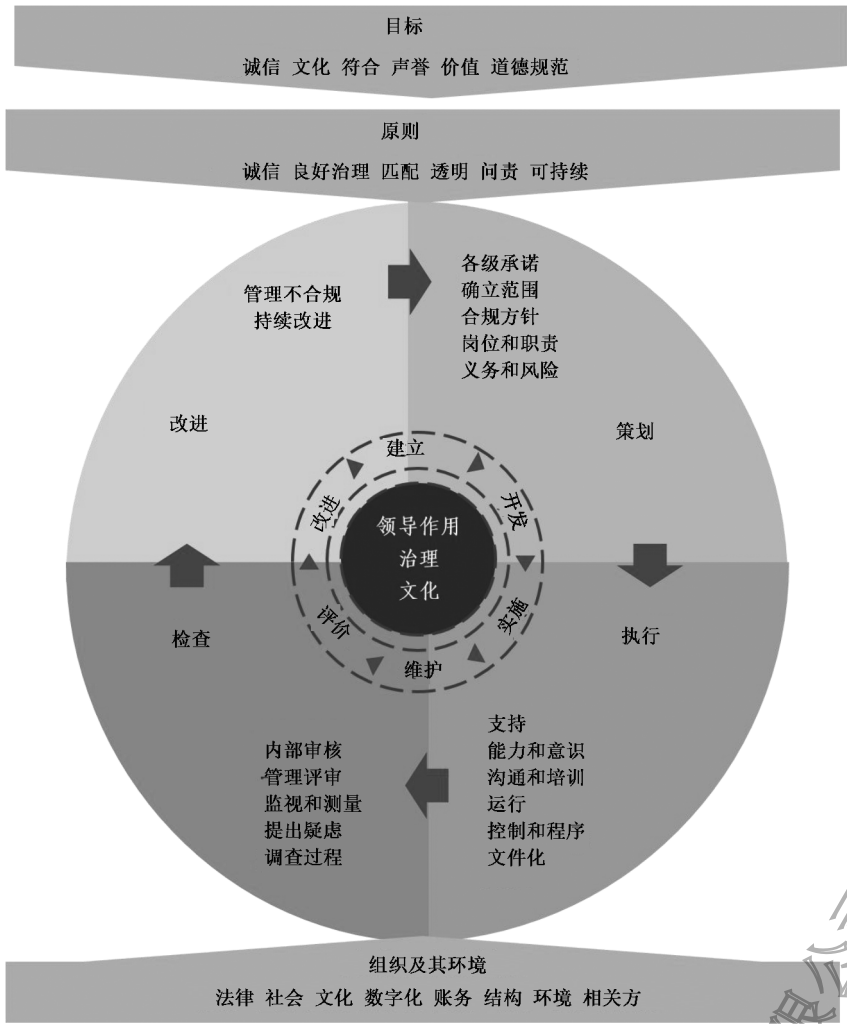 目标
诚信 文化 符合 声誉 价值 道德规范
原则
诚信 良好治理 匹配 透明 问责 可持续
管理不合规
持续改进
各级承诺
确立范围
合规方针
岗位和职责
义务和风险
改进
策划
建立
开发
实施
维护
评价
改进
领导作用
治理
文化
检查
执行
内部审核
管理评审
监视和测量
提出疑虑
调查过程
支持
能力和意识
沟通和培训
运行
控制和程序
文件化
组织及其环境
法律 社会 文化 数字化 账务 结构 环境 相关方
限公